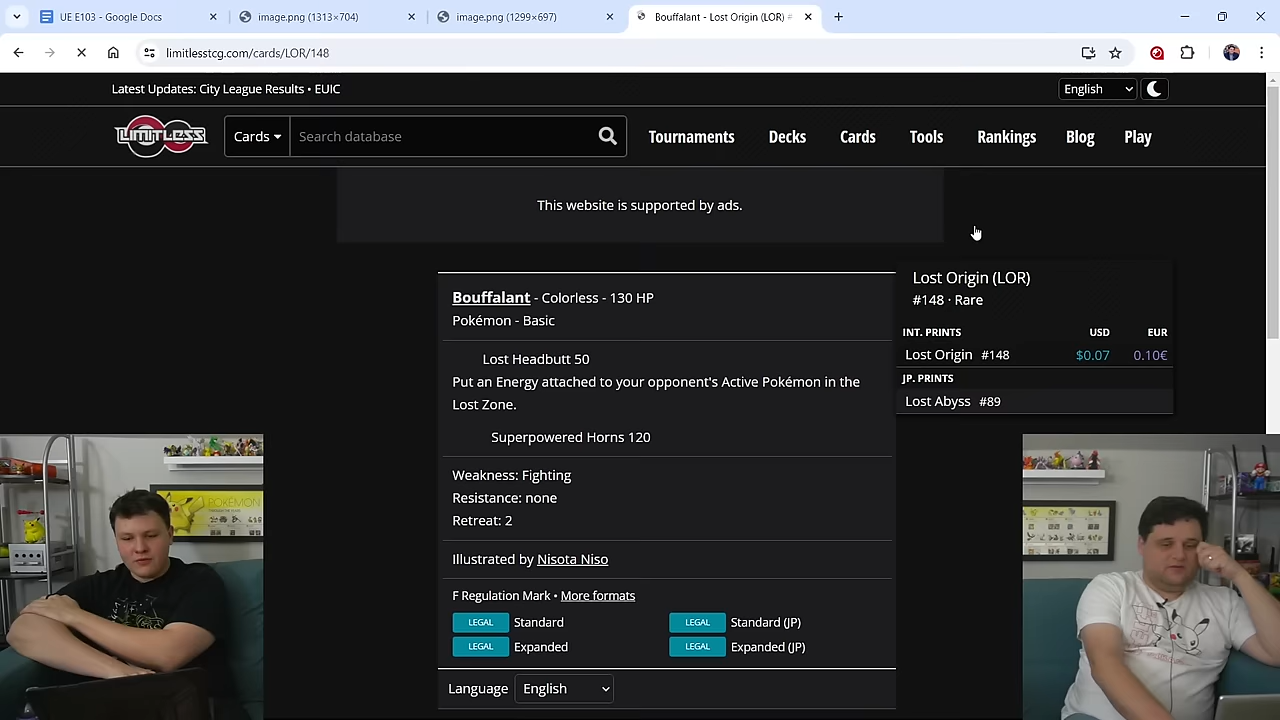 UE E103 - Google Docs
image.png (1313×704)
image.png (1299×697)
Bouffalant - Lost Origin (LOR) #
limitlesstcg.com/cards/LOR/148
Latest Updates: City League Results • EUIC
English
LIMITLESS
Cards
Search database
Tournaments
Decks
Cards
Tools
Rankings
Blog
Play
This website is supported by ads.
Bouffalant - Colorless - 130 HP
Pokémon - Basic
Lost Headbutt 50
Put an Energy attached to your opponent's Active Pokémon in the
Lost Zone.
Superpowered Horns 120
Weakness: Fighting
Resistance: none
Retreat: 2
Illustrated by Nisota Niso
F Regulation Mark • More formats
LEGAL Standard
LEGAL Standard (JP)
LEGAL Expanded
LEGAL Expanded (JP)
Language English
Lost Origin (LOR)
#148 · Rare
INT. PRINTS USD EUR
Lost Origin #148 $0.07 0.10€
JP. PRINTS
Lost Abyss #89
POKÉMON